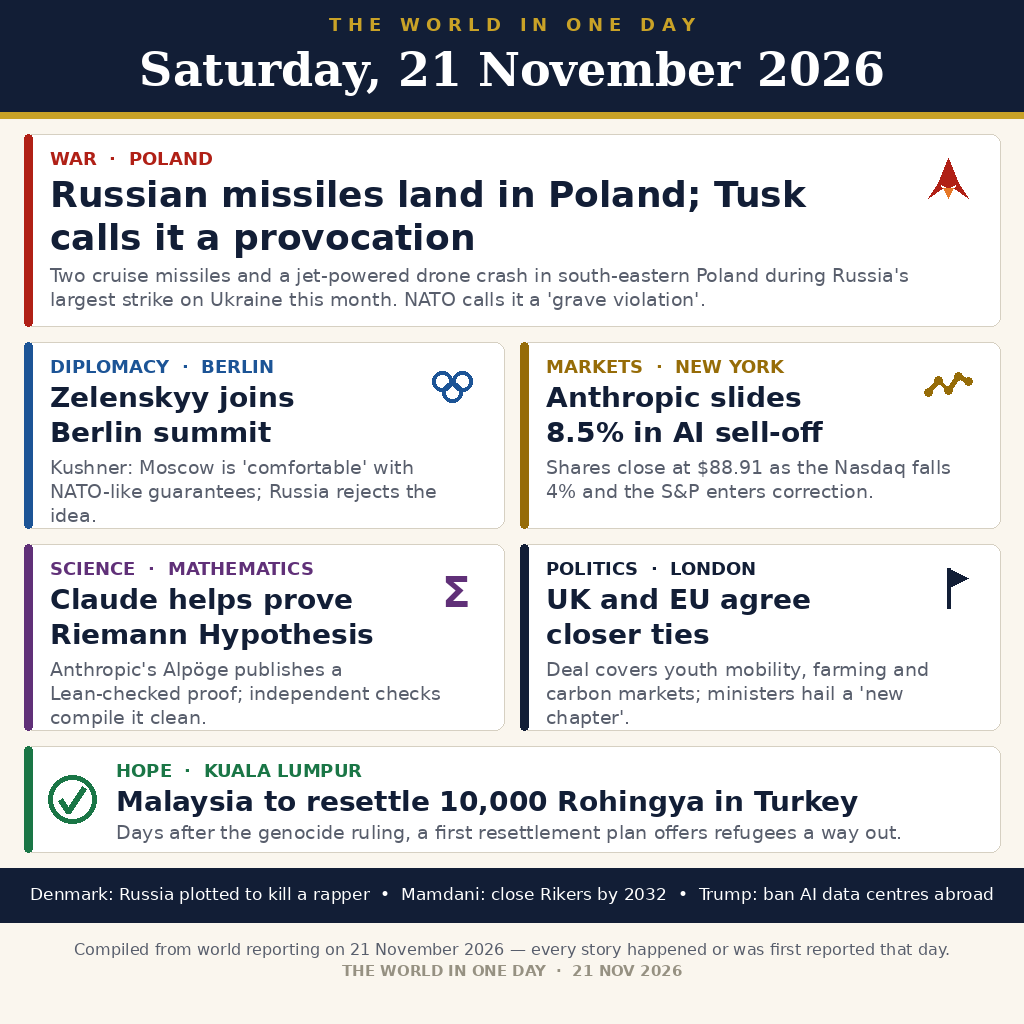 THE WORLD IN ONE DAY
Saturday, 21 November 2026
WAR · POLAND
Russian missiles land in Poland; Tusk
calls it a provocation
Two cruise missiles and a jet-powered drone crash in south-eastern Poland during Russia's
largest strike on Ukraine this month. NATO calls it a 'grave violation'.
DIPLOMACY · BERLIN
Zelenskyy joins
Berlin summit
Kushner: Moscow is 'comfortable' with
NATO-like guarantees; Russia rejects the
idea.
MARKETS · NEW YORK
Anthropic slides
8.5% in AI sell-off
Shares close at $88.91 as the Nasdaq falls
4% and the S&P enters correction.
SCIENCE · MATHEMATICS
Claude helps prove
Riemann Hypothesis
Anthropic's Alpöge publishes a
Lean-checked proof; independent checks
compile it clean.
Σ
POLITICS · LONDON
UK and EU agree
closer ties
Deal covers youth mobility, farming and
carbon markets; ministers hail a 'new
chapter'.
HOPE · KUALA LUMPUR
Malaysia to resettle 10,000 Rohingya in Turkey
Days after the genocide ruling, a first resettlement plan offers refugees a way out.
Denmark: Russia plotted to kill a rapper • Mamdani: close Rikers by 2032 • Trump: ban AI data centres abroad
Compiled from world reporting on 21 November 2026 — every story happened or was first reported that day.
THE WORLD IN ONE DAY · 21 NOV 2026